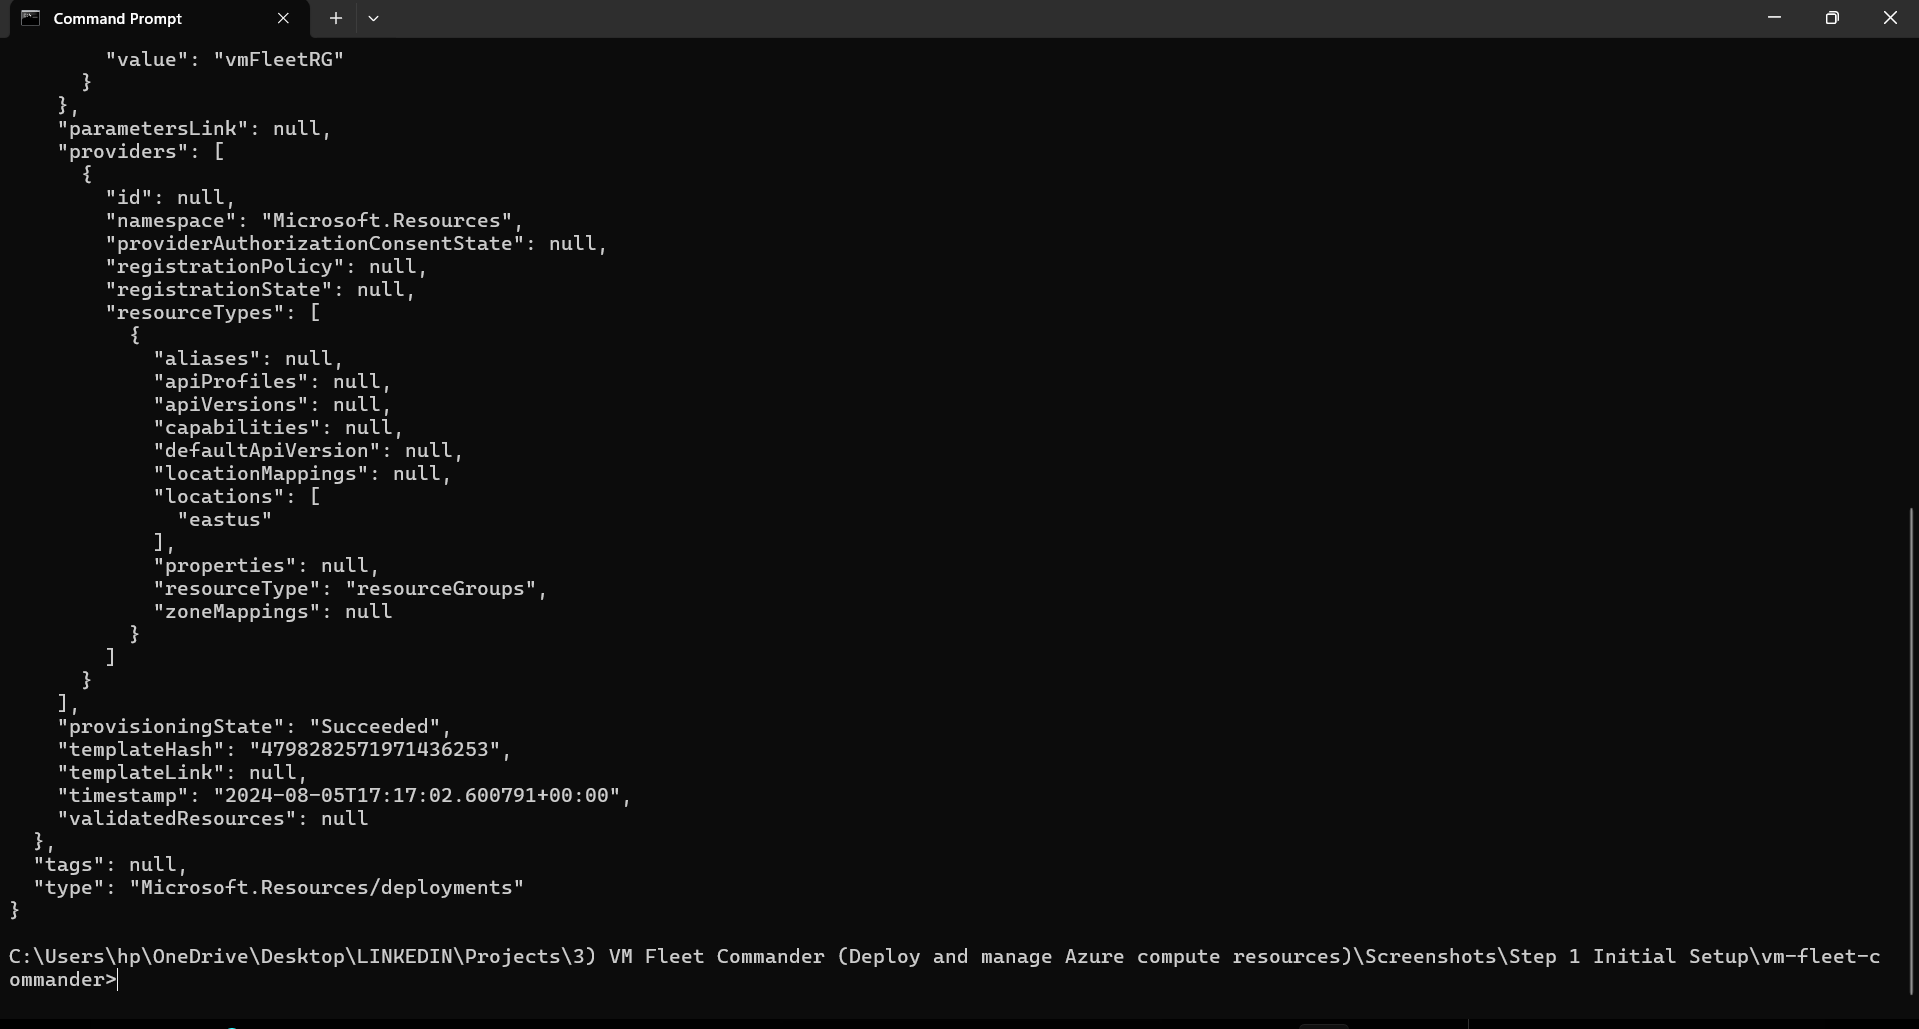 Command Prompt
"value": "vmFleetRG"
}
},
"parametersLink": null,
"providers": [
{
"id": null,
"namespace": "Microsoft.Resources",
"providerAuthorizationConsentState": null,
"registrationPolicy": null,
"registrationState": null,
"resourceTypes": [
{
"aliases": null,
"apiProfiles": null,
"apiVersions": null,
"capabilities": null,
"defaultApiVersion": null,
"locationMappings": null,
"locations": [
"eastus"
],
"properties": null,
"resourceType": "resourceGroups",
"zoneMappings": null
}
]
}
],
"provisioningState": "Succeeded",
"templateHash": "4798282571971436253",
"templateLink": null,
"timestamp": "2024-08-05T17:17:02.600791+00:00",
"validatedResources": null
},
"tags": null,
"type": "Microsoft.Resources/deployments"
}
C:\Users\hp\OneDrive\Desktop\LINKEDIN\Projects\3) VM Fleet Commander (Deploy and manage Azure compute resources)\Screenshots\Step 1 Initial Setup\vm-fleet-c
ommander>